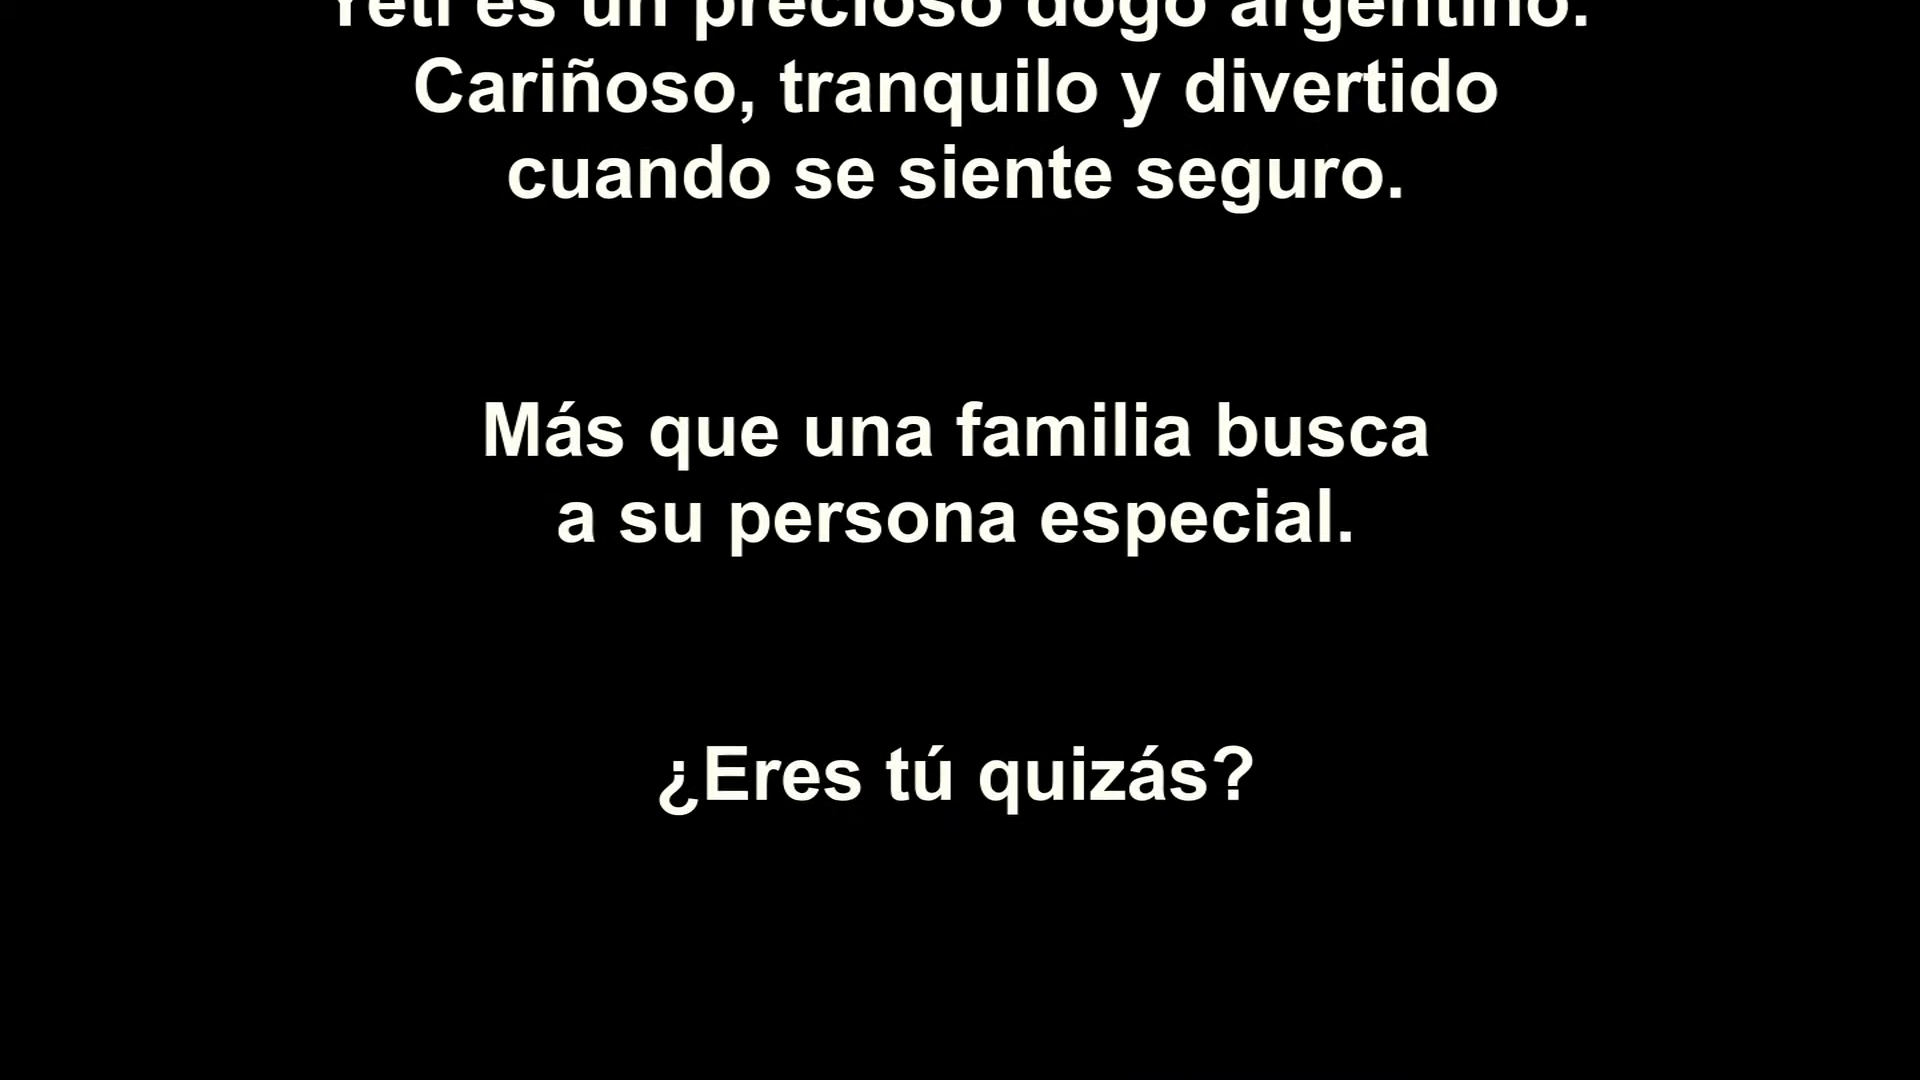 Yeti es un precioso dogo argentino.
Cariñoso, tranquilo y divertido
cuando se siente seguro.
Más que una familia busca
a su persona especial.
¿Eres tú quizás?